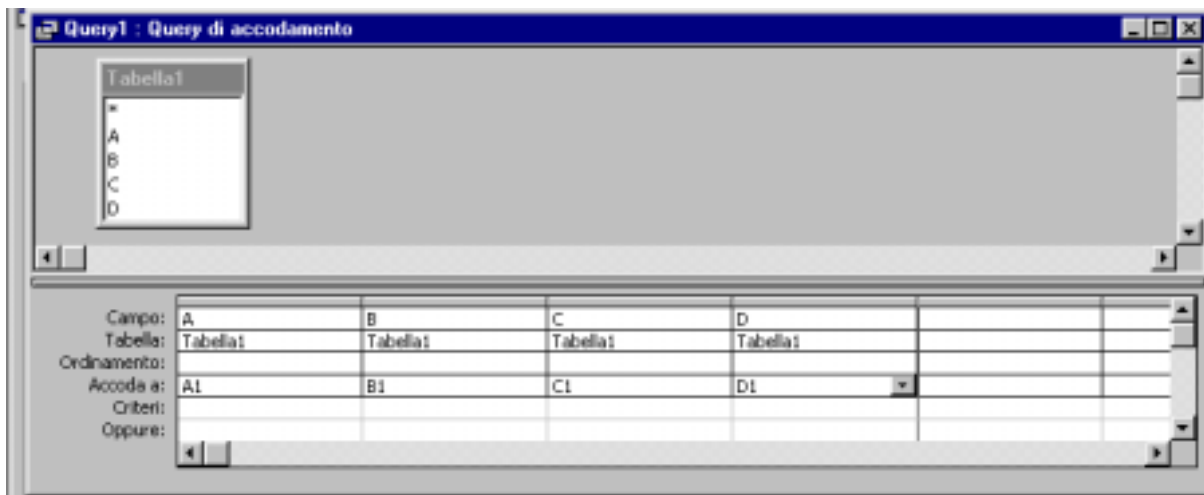 Query1 : Query di accodamento
Tabella1
*
A
B
C
D
Campo: A B C D
Tabella: Tabella1 Tabella1 Tabella1 Tabella1
Ordinamento:
Accoda a: A1 B1 C1 D1
Criteri:
Oppure: